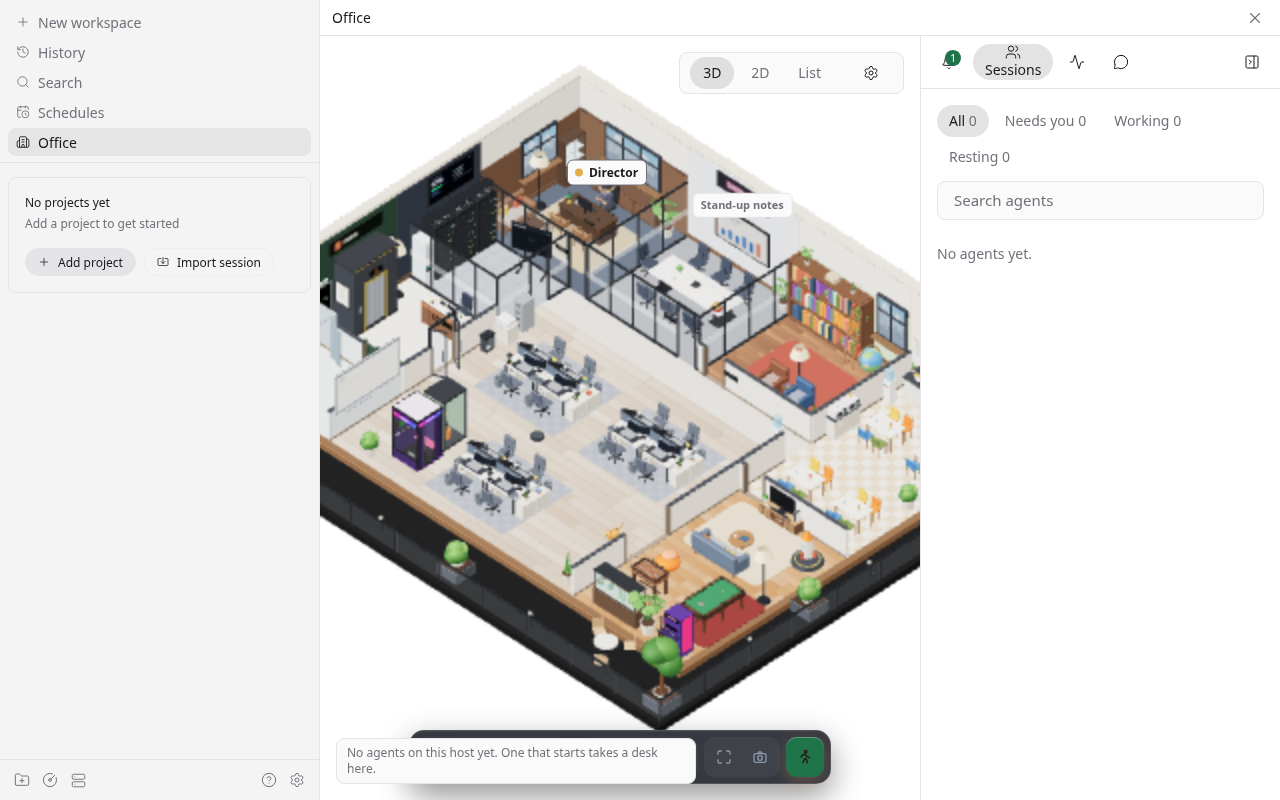 New workspace
History
Search
Schedules
Office
No projects yet
Add a project to get started
Add project
Import session
Office
3D
2D
List
Director
Stand-up notes
No agents on this host yet. One that starts takes a desk
here.
1
Sessions
All 0
Needs you 0
Working 0
Resting 0
Search agents
No agents yet.